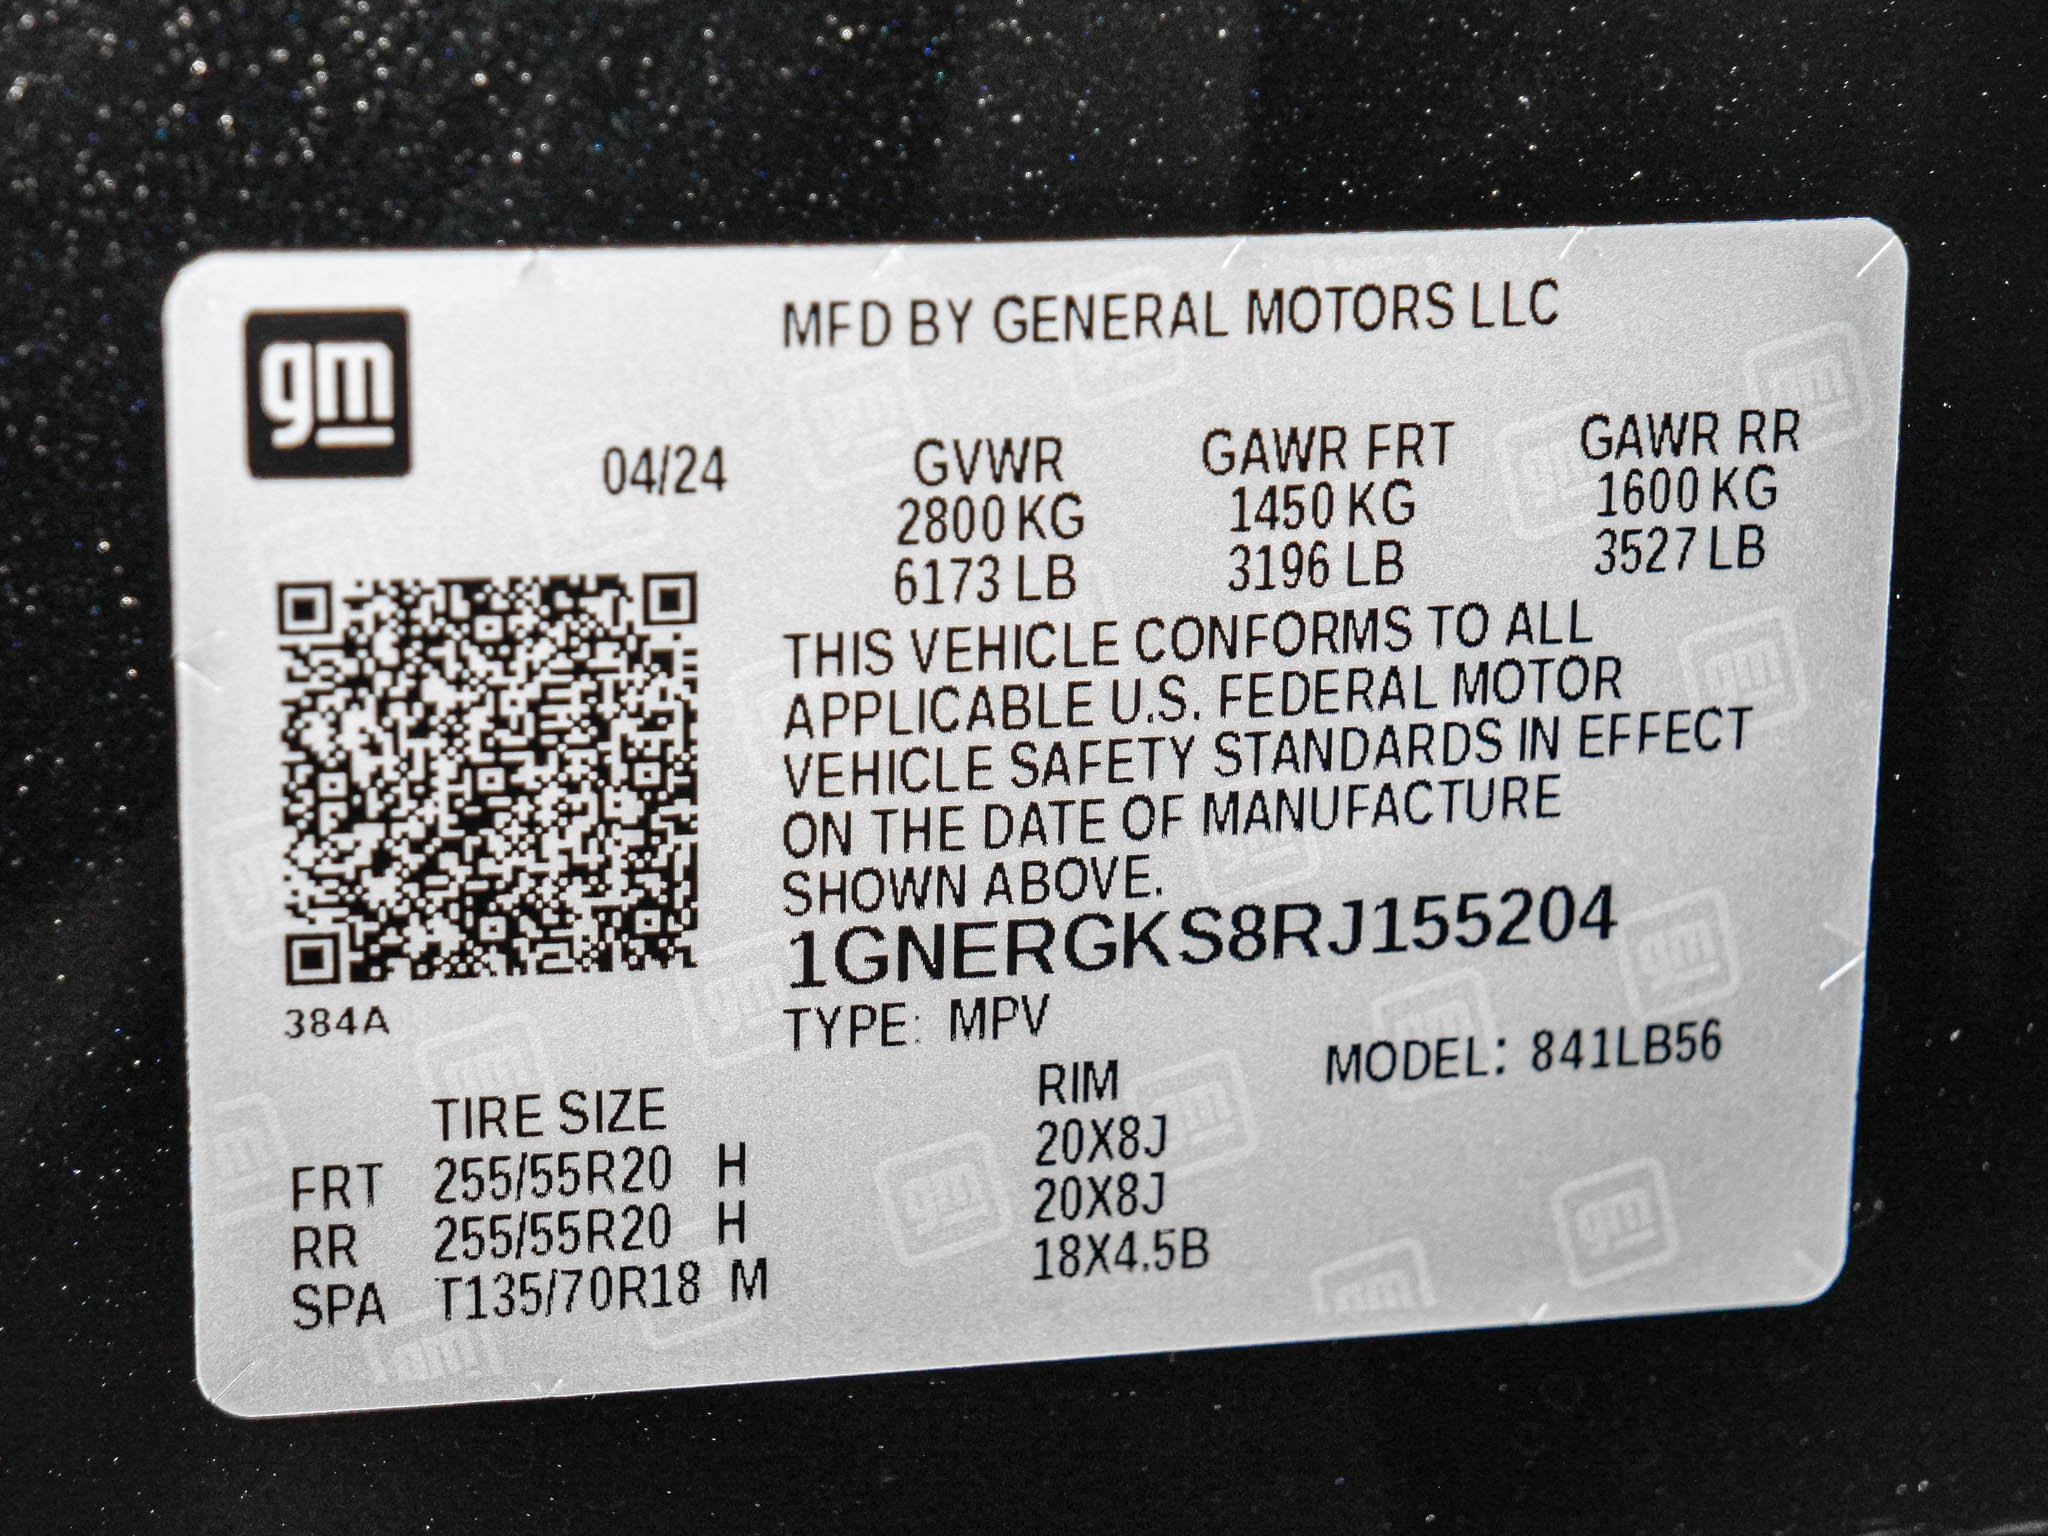 gm
MFD BY GENERAL MOTORS LLC
04/24
GVWR GAWR FRT GAWR RR
2800 KG 1450 KG 1600 KG
6173 LB 3196 LB 3527 LB
THIS VEHICLE CONFORMS TO ALL
APPLICABLE U.S. FEDERAL MOTOR
VEHICLE SAFETY STANDARDS IN EFFECT
ON THE DATE OF MANUFACTURE
SHOWN ABOVE.
1GNERGKS8RJ155204
384A
TYPE: MPV
MODEL: 841LB56
TIRE SIZE RIM
FRT 255/55R20 H 20X8J
RR 255/55R20 H 20X8J
SPA T135/70R18 M 18X4.5B